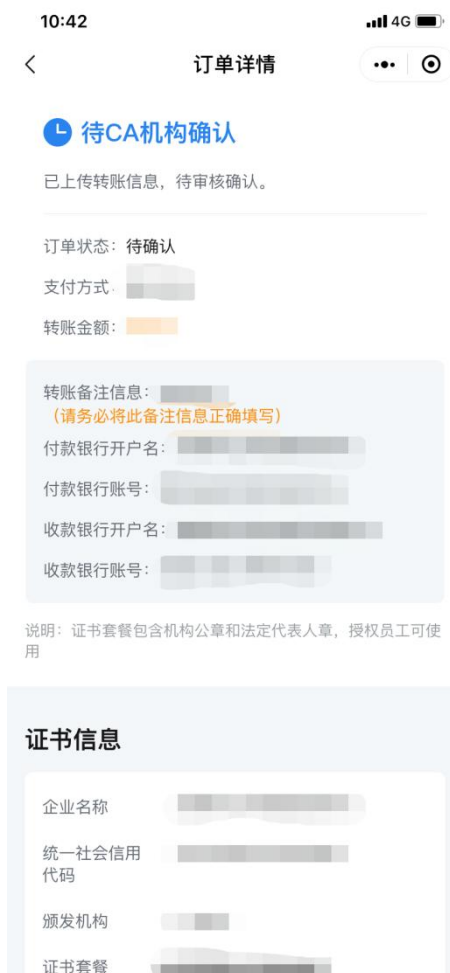 10:42
4G
订单详情
待CA机构确认
已上传转账信息，待审核确认。
订单状态：待确认
支付方式
转账金额：
转账备注信息：
（请务必将此备注信息正确填写）
付款银行开户名：
付款银行账号：
收款银行开户名：
收款银行账号：
说明：证书套餐包含机构公章和法定代表人章，授权员工可使
用
证书信息
企业名称
统一社会信用
代码
颁发机构
证书套餐